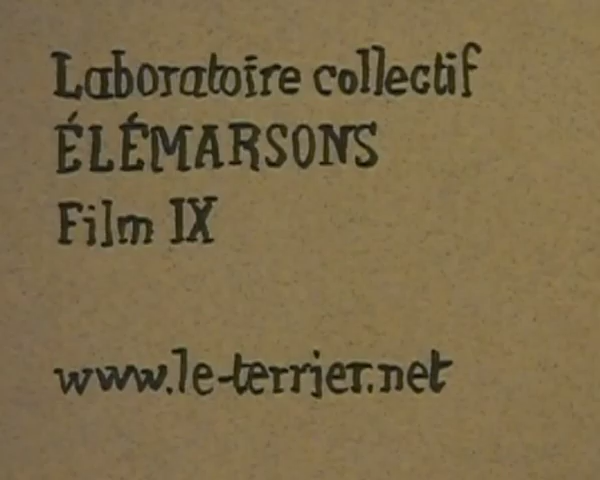 Laboratoire collectif
ÉLÉMARSONS
Film IX
www.le-terrier.net